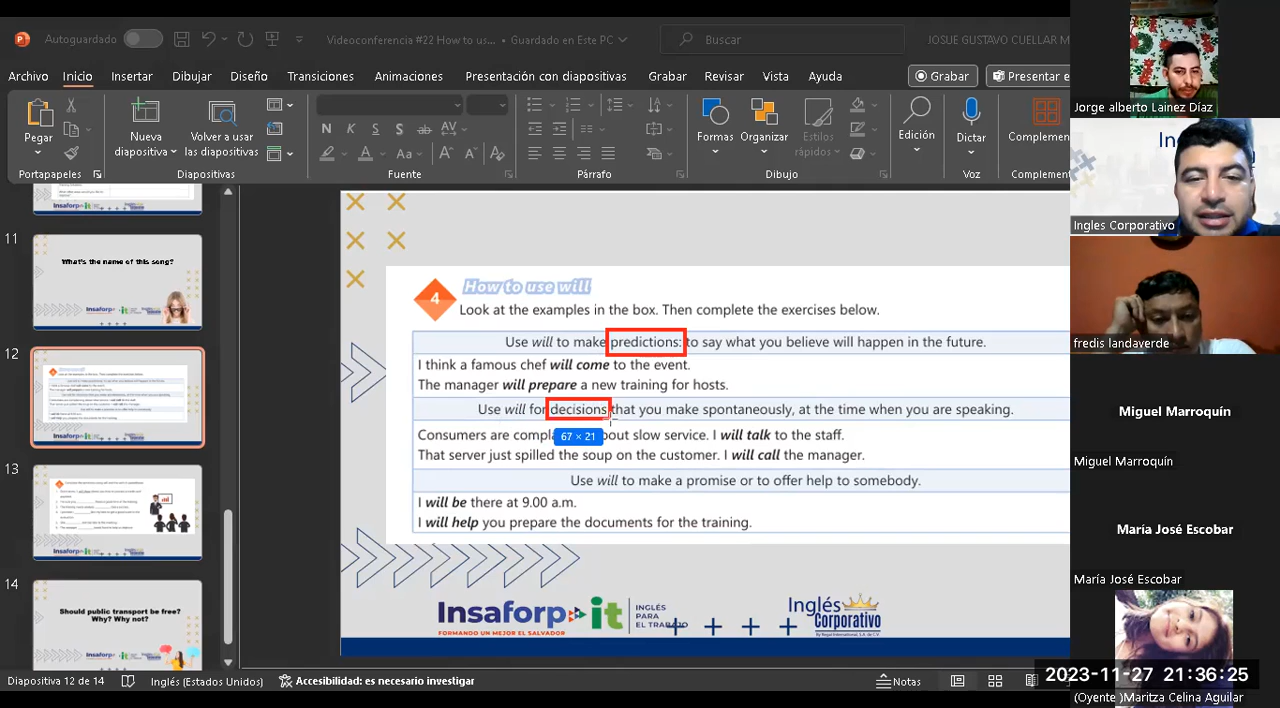 Autoguardado
Videoconferencia #22 How to us... • Guardado en Este PC
Buscar
JOSUE GUSTAVO CUELLAR M
Archivo Inicio Insertar Dibujar Diseño Transiciones Animaciones Presentación con diapositivas Grabar Revisar Vista Ayuda
Grabar
Presentar e
Pegar
Nueva diapositiva
Volver a usar las diapositivas
Formas
Organizar
Estilos rápidos
Edición
Dictar
Complemen
Portapapeles
Diapositivas
Fuente
Párrafo
Dibujo
Voz
Complement
11
What's the name of this song?
12
13
14
Should public transport be free?
Why? Why not?
4
How to use will
Look at the examples in the box. Then complete the exercises below.
Use will to make predictions: to say what you believe will happen in the future.
I think a famous chef will come to the event.
The manager will prepare a new training for hosts.
Use will for decisions that you make spontaneously, at the time when you are speaking.
Consumers are compla bout slow service. I will talk to the staff.
67 × 21
That server just spilled the soup on the customer. I will call the manager.
Use will to make a promise or to offer help to somebody.
I will be there at 9.00 a.m.
I will help you prepare the documents for the training.
Insaforp
FORMANDO UN MEJOR EL SALVADOR
it
INGLÉS
PARA
EL TRABAJO
Inglés
Corporativo
By Regal International, S.A. de C.V.
Diapositiva 12 de 14
Inglés (Estados Unidos)
Accesibilidad: es necesario investigar
Notas
Jorge alberto Lainez Díaz
Ingles Corporativo
fredis landaverde
Miguel Marroquín
Miguel Marroquín
María José Escobar
María José Escobar
2023-11-27 21:36:25
(Oyente )Maritza Celina Aguilar